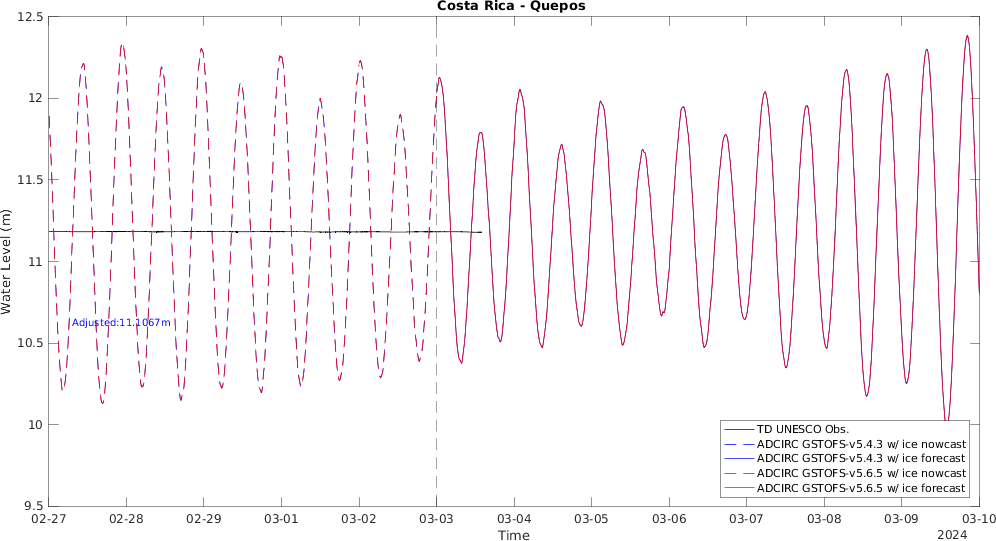 Costa Rica - Quepos
12.5
12
11.5
11
10.5
10
9.5
Water Level (m)
Adjusted:11.1067m
TD UNESCO Obs.
ADCIRC GSTOFS-v5.4.3 w/ ice nowcast
ADCIRC GSTOFS-v5.4.3 w/ ice forecast
ADCIRC GSTOFS-v5.6.5 w/ ice nowcast
ADCIRC GSTOFS-v5.6.5 w/ ice forecast
02-27 02-28 02-29 03-01 03-02 03-03 03-04 03-05 03-06 03-07 03-08 03-09 03-10
Time
2024